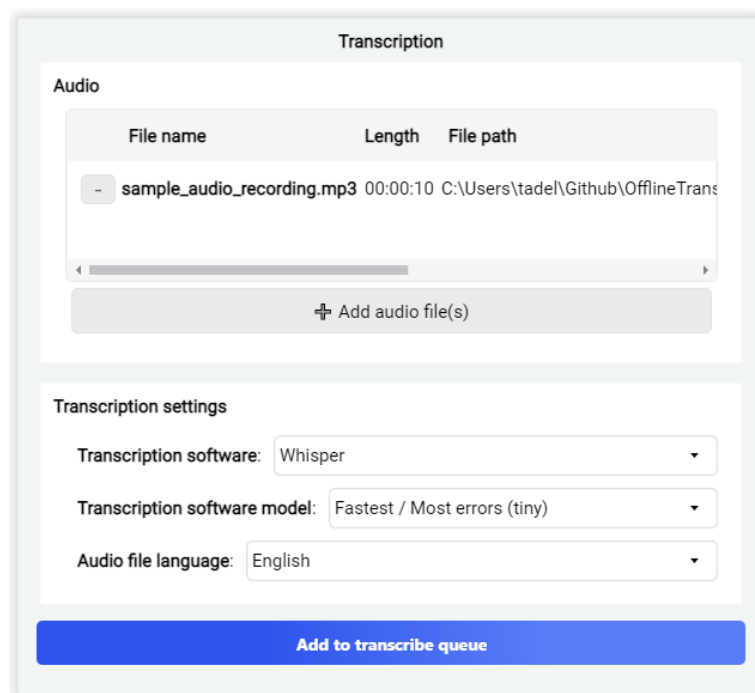 Transcription
Audio
File name Length File path
- sample_audio_recording.mp3 00:00:10 C:\Users\tadel\Github\OfflineTrans
Add audio file(s)
Transcription settings
Transcription software: Whisper
Transcription software model: Fastest / Most errors (tiny)
Audio file language: English
Add to transcribe queue